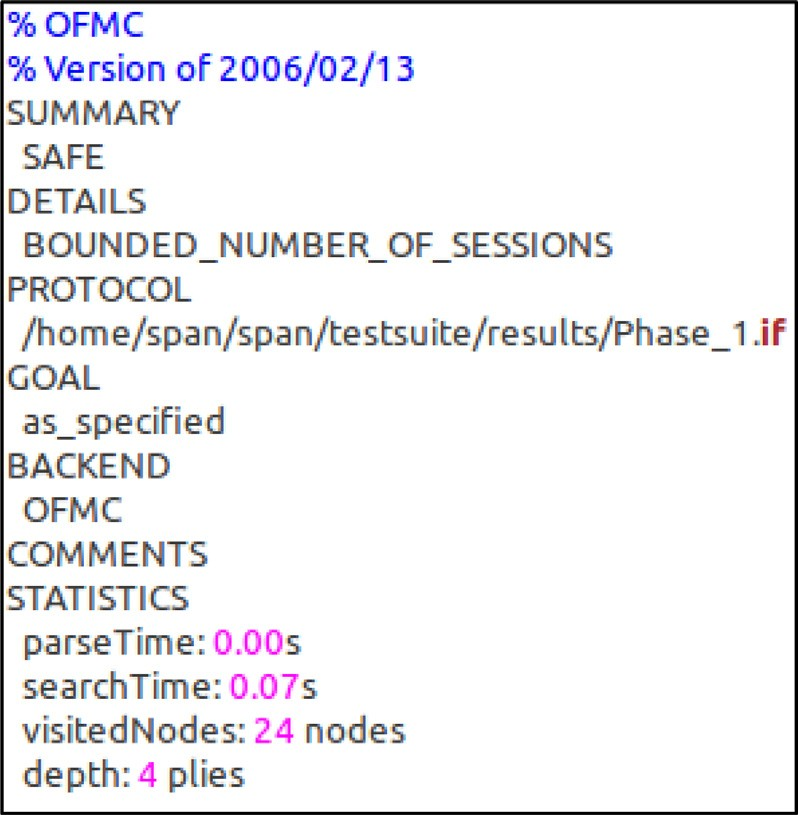 % OFMC
% Version of 2006/02/13
SUMMARY
SAFE
DETAILS
BOUNDED_NUMBER_OF_SESSIONS
PROTOCOL
/home/span/span/testsuite/results/Phase_1.if
GOAL
as_specified
BACKEND
OFMC
COMMENTS
STATISTICS
parseTime: 0.00s
searchTime: 0.07s
visitedNodes: 24 nodes
depth: 4 plies